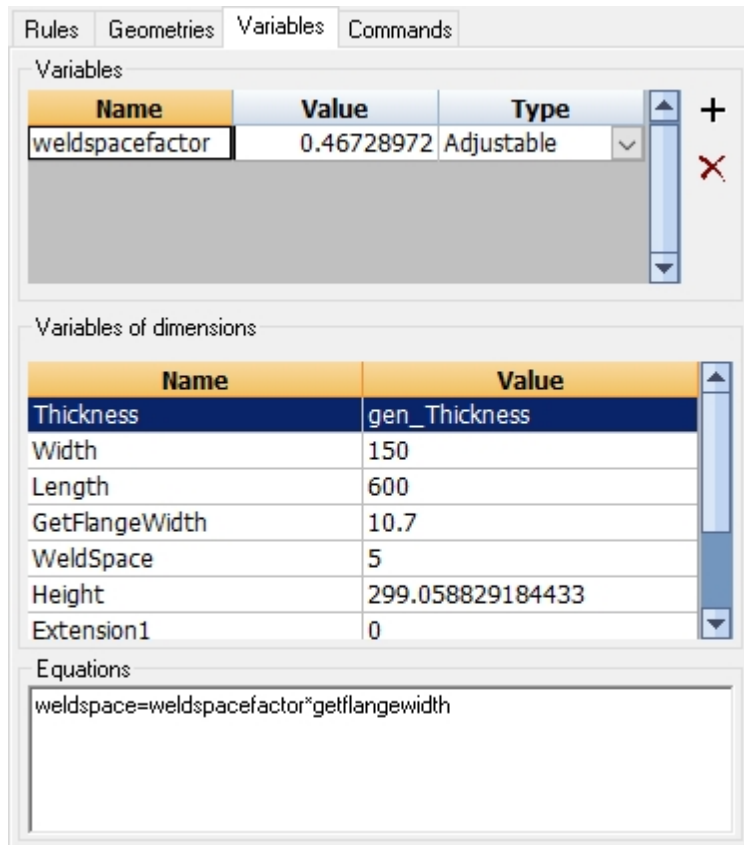 Rules Geometries Variables Commands
Variables
Name Value Type
weldspacefactor 0.46728972 Adjustable
Variables of dimensions
Name Value
Thickness gen_Thickness
Width 150
Length 600
GetFlangeWidth 10.7
WeldSpace 5
Height 299.058829184433
Extension1 0
Equations
weldspace=weldspacefactor*getflangewidth